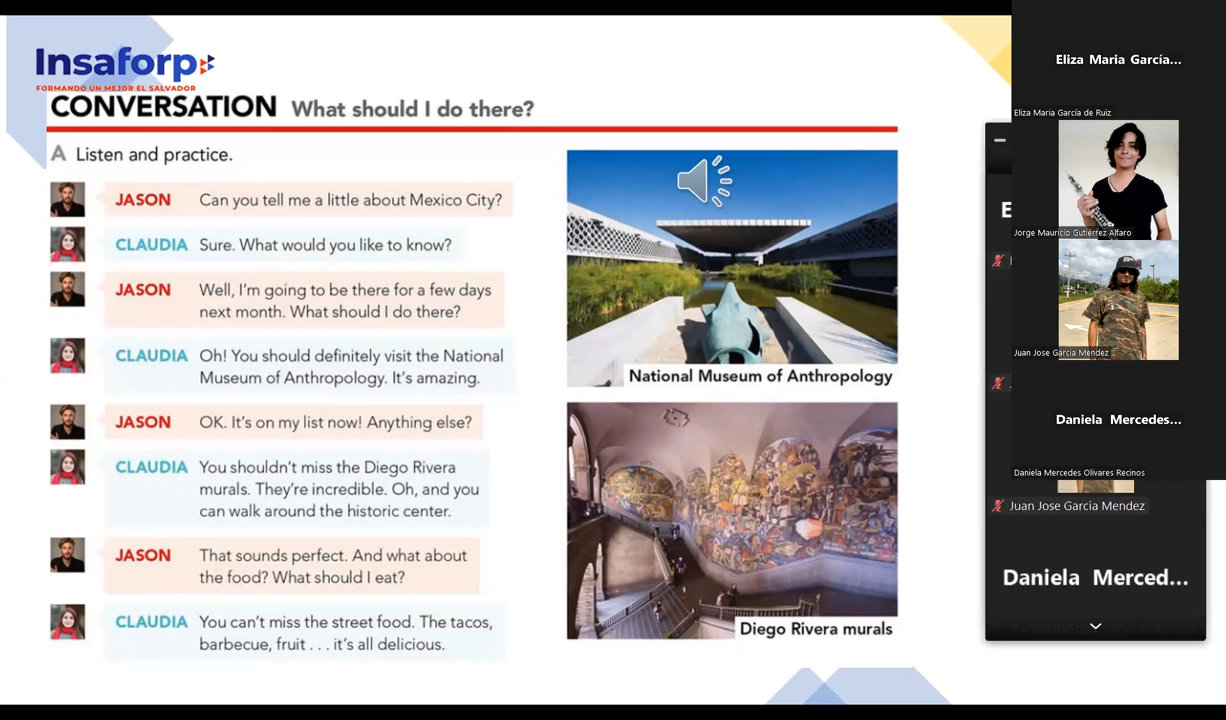 Insaforp
FORMANDO UN MEJOR EL SALVADOR
CONVERSATION What should I do there?
A Listen and practice.
JASON Can you tell me a little about Mexico City?
CLAUDIA Sure. What would you like to know?
JASON Well, I'm going to be there for a few days
next month. What should I do there?
CLAUDIA Oh! You should definitely visit the National
Museum of Anthropology. It's amazing.
JASON OK. It's on my list now! Anything else?
CLAUDIA You shouldn't miss the Diego Rivera
murals. They're incredible. Oh, and you
can walk around the historic center.
JASON That sounds perfect. And what about
the food? What should I eat?
CLAUDIA You can't miss the street food. The tacos,
barbecue, fruit . . . it's all delicious.
National Museum of Anthropology
Diego Rivera murals
Eliza Maria García...
Eliza Maria García de Ruiz
Jorge Mauricio Gutiérrez Alfaro
Juan Jose Garcia Mendez
Daniela Mercedes...
Daniela Mercedes Olivares Recinos
Juan Jose Garcia Mendez
Daniela Merced...